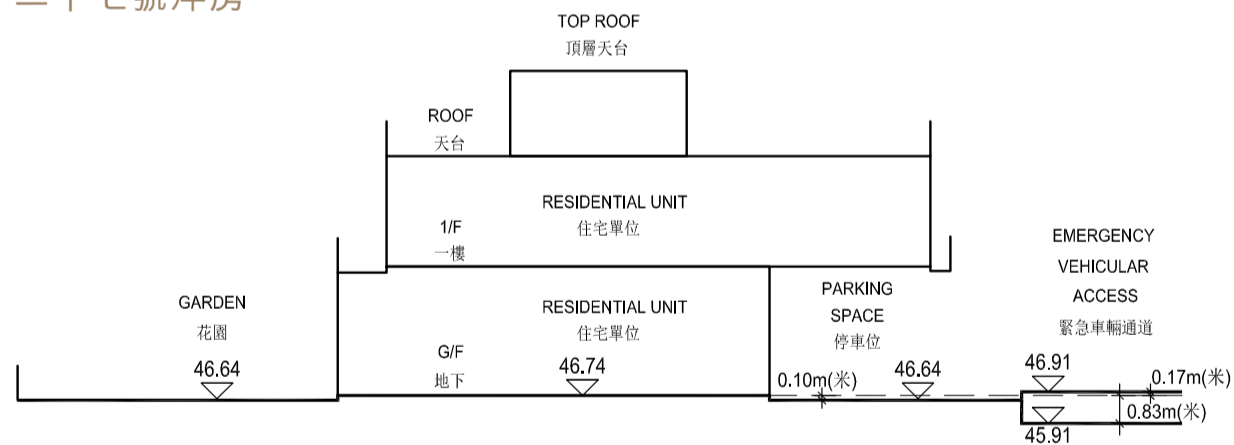 TOP ROOF
頂層天台
ROOF
天台
RESIDENTIAL UNIT
住宅單位
1/F
一樓
EMERGENCY
VEHICULAR
ACCESS
緊急車輛通道
GARDEN
花園
RESIDENTIAL UNIT
住宅單位
PARKING
SPACE
停車位
G/F
地下
46.64
46.74
0.10m(米)
46.64
46.91
0.17m(米)
0.83m(米)
45.91